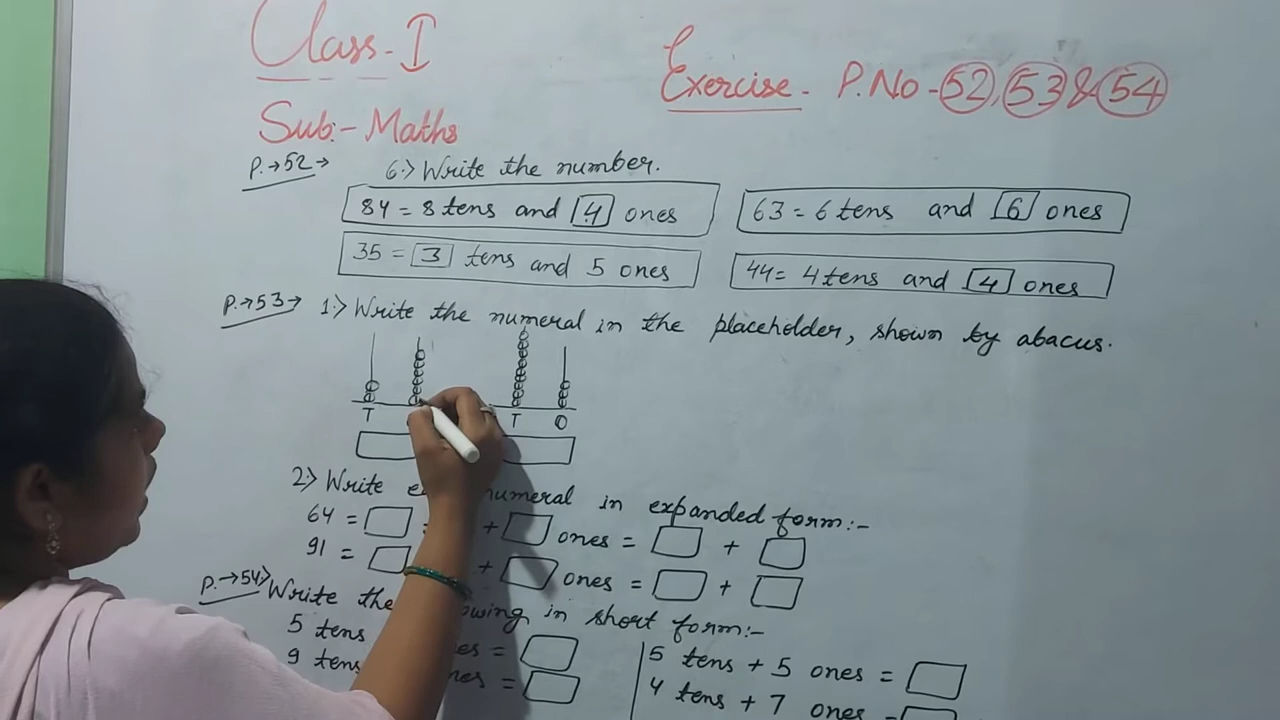 Class-I
Exercise- P.No-52,53 & 54
Sub:- Maths
P.→52→ 6.> Write the number.
84 = 8 tens and 4 ones
63 = 6 tens and 6 ones
35 = 3 tens and 5 ones
44 = 4 tens and 4 ones
P.→53→ 1.> Write the numeral in the placeholder, shown by abacus.
T T O
2.> Write numeral in expanded form:-
64 = + ones = +
91 = + ones = +
P.→54.> Write the in short form:-
5 tens =
9 tens =
5 tens + 5 ones =
4 tens + 7 ones =